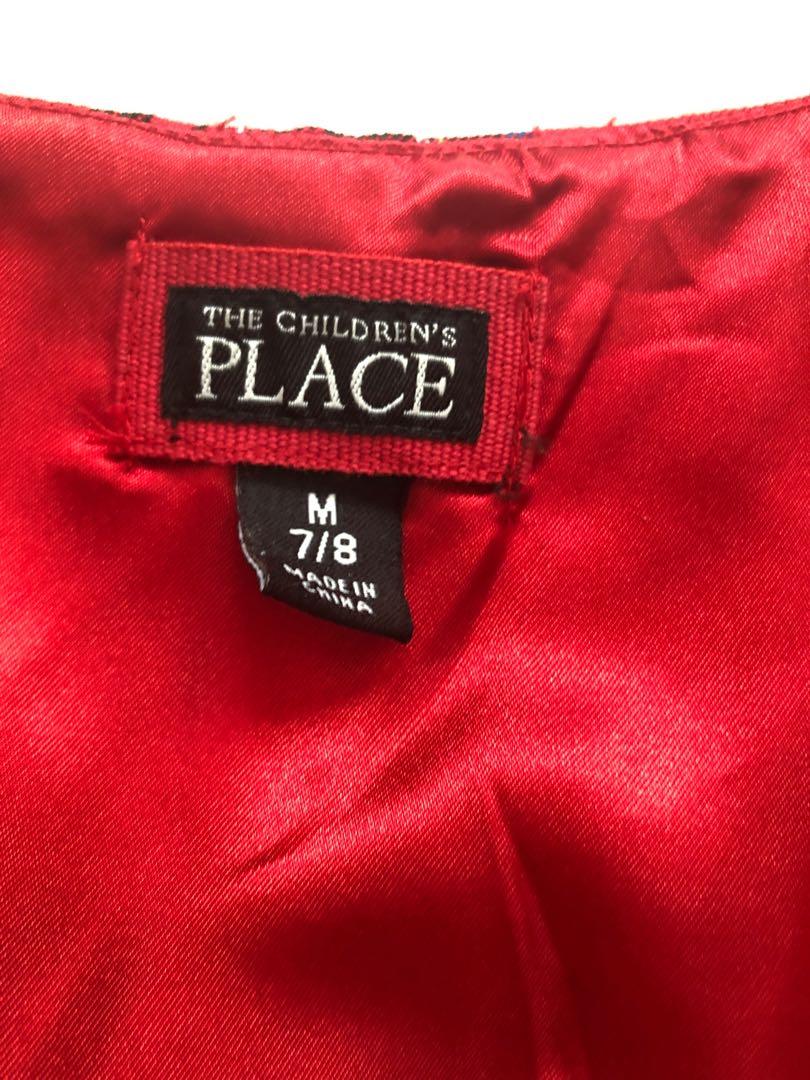 THE CHILDREN'S
PLACE
M
7/8
MADE IN
CHINA